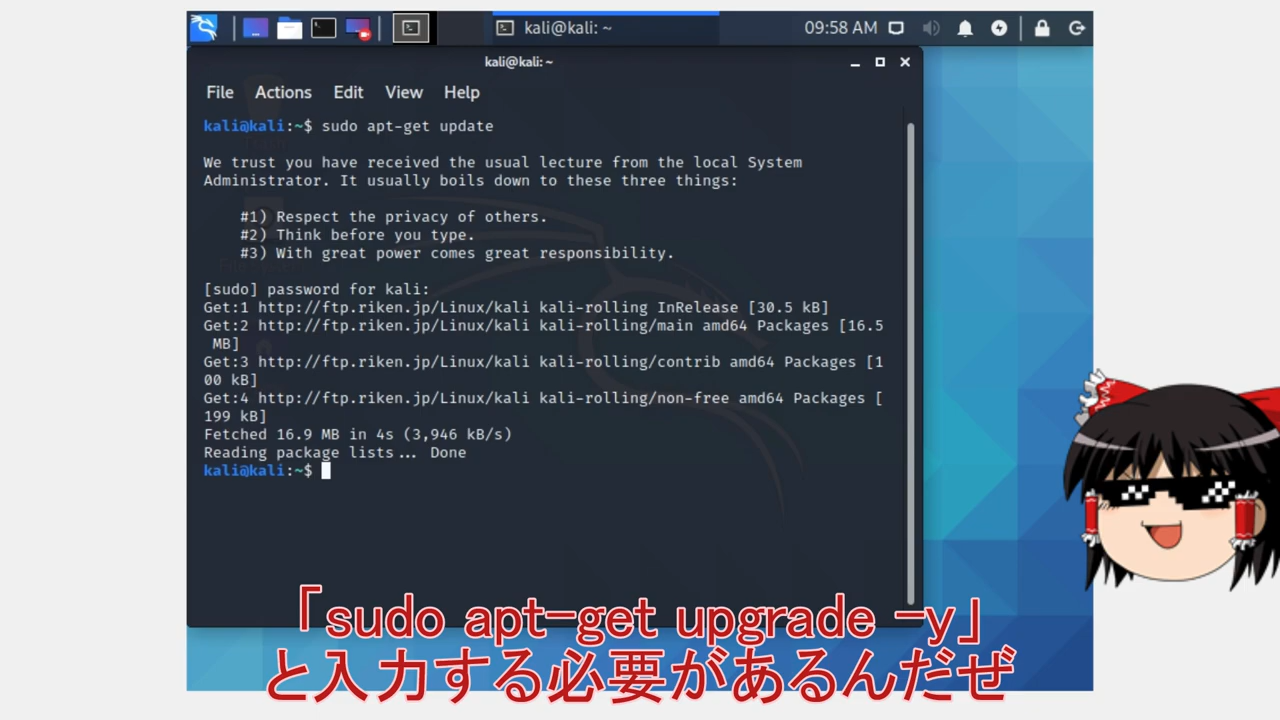 kali@kali: ~
09:58 AM
kali@kali:~
File Actions Edit View Help
kali@kali:~$ sudo apt-get update
We trust you have received the usual lecture from the local System
Administrator. It usually boils down to these three things:
#1) Respect the privacy of others.
#2) Think before you type.
#3) With great power comes great responsibility.
[sudo] password for kali:
Get:1 http://ftp.riken.jp/Linux/kali kali-rolling InRelease [30.5 kB]
Get:2 http://ftp.riken.jp/Linux/kali kali-rolling/main amd64 Packages [16.5
MB]
Get:3 http://ftp.riken.jp/Linux/kali kali-rolling/contrib amd64 Packages [1
00 kB]
Get:4 http://ftp.riken.jp/Linux/kali kali-rolling/non-free amd64 Packages [
199 kB]
Fetched 16.9 MB in 4s (3,946 kB/s)
Reading package lists... Done
kali@kali:~$
「sudo apt-get upgrade -y」
と入力する必要があるんだぜ